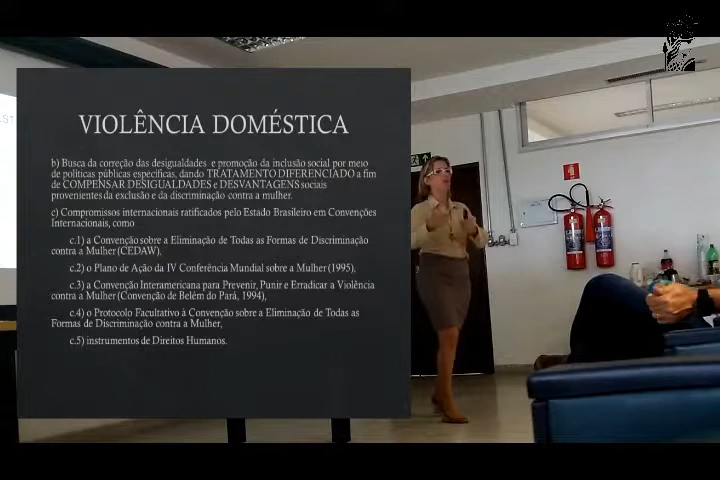 VIOLÊNCIA DOMÉSTICA
b) Busca da correção das desigualdades e promoção da inclusão social por meio
de políticas públicas específicas, dando TRATAMENTO DIFERENCIADO a fim
de COMPENSAR DESIGUALDADES e DESVANTAGENS sociais
provenientes da exclusão e da discriminação contra a mulher.
c) Compromissos internacionais ratificados pelo Estado Brasileiro em Convenções
Internacionais, como
c.1) a Convenção sobre a Eliminação de Todas as Formas de Discriminação
contra a Mulher (CEDAW),
c.2) o Plano de Ação da IV Conferência Mundial sobre a Mulher (1995),
c.3) a Convenção Interamericana para Prevenir, Punir e Erradicar a Violência
contra a Mulher (Convenção de Belém do Pará, 1994),
c.4) o Protocolo Facultativo à Convenção sobre a Eliminação de Todas as
Formas de Discriminação contra a Mulher,
c.5) instrumentos de Direitos Humanos.